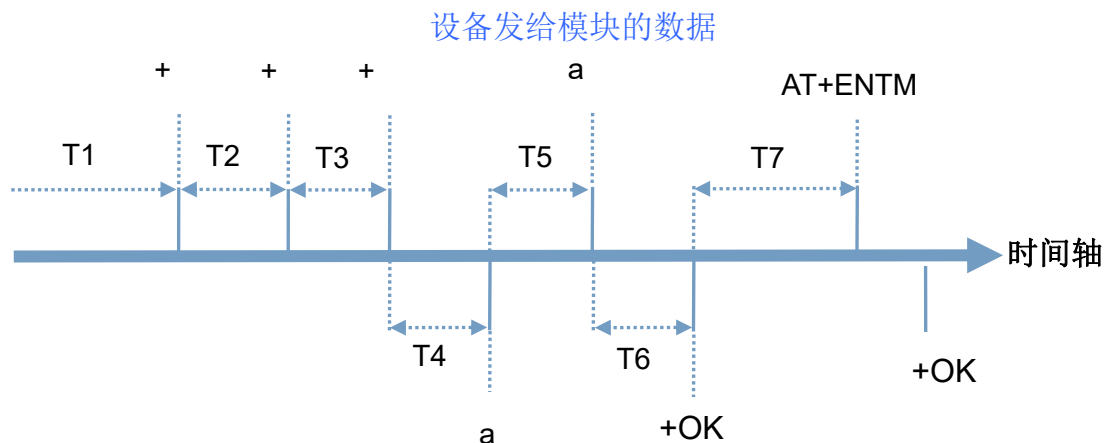 设备发给模块的数据
+ + + a AT+ENTM
T1 T2 T3 T5 T7
时间轴
T4 T6 +OK
a +OK